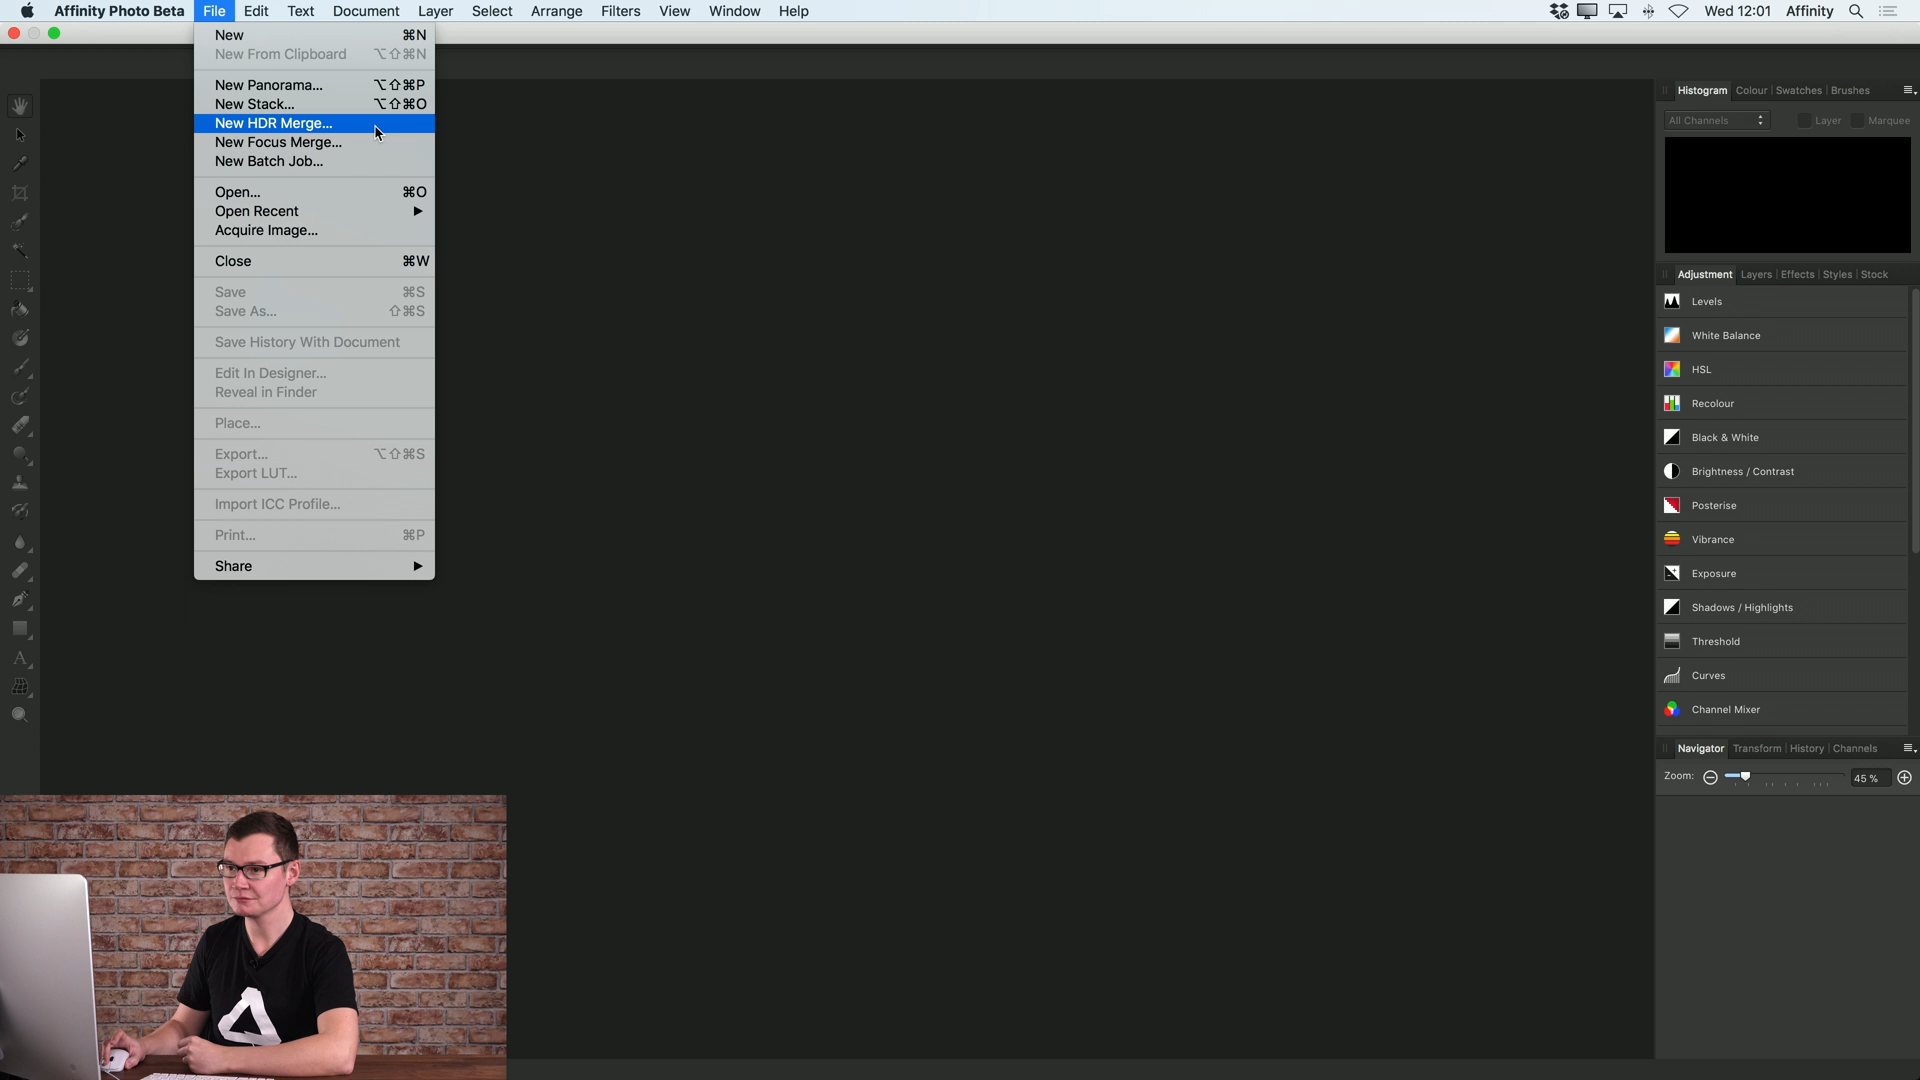 Affinity Photo Beta File Edit Text Document Layer Select Arrange Filters View Window Help Wed 12:01 Affinity
New ⌘N
New From Clipboard ⌥⇧⌘N
New Panorama... ⌥⇧⌘P
New Stack... ⌥⇧⌘O
New HDR Merge...
New Focus Merge...
New Batch Job...
Open... ⌘O
Open Recent ▶
Acquire Image...
Close ⌘W
Save ⌘S
Save As... ⇧⌘S
Save History With Document
Edit In Designer...
Reveal in Finder
Place...
Export... ⌥⇧⌘S
Export LUT...
Import ICC Profile...
Print... ⌘P
Share ▶
Histogram Colour Swatches Brushes
All Channels Layer Marquee
Adjustment Layers Effects Styles Stock
Levels
White Balance
HSL
Recolour
Black & White
Brightness / Contrast
Posterise
Vibrance
Exposure
Shadows / Highlights
Threshold
Curves
Channel Mixer
Navigator Transform History Channels
Zoom: 45 %